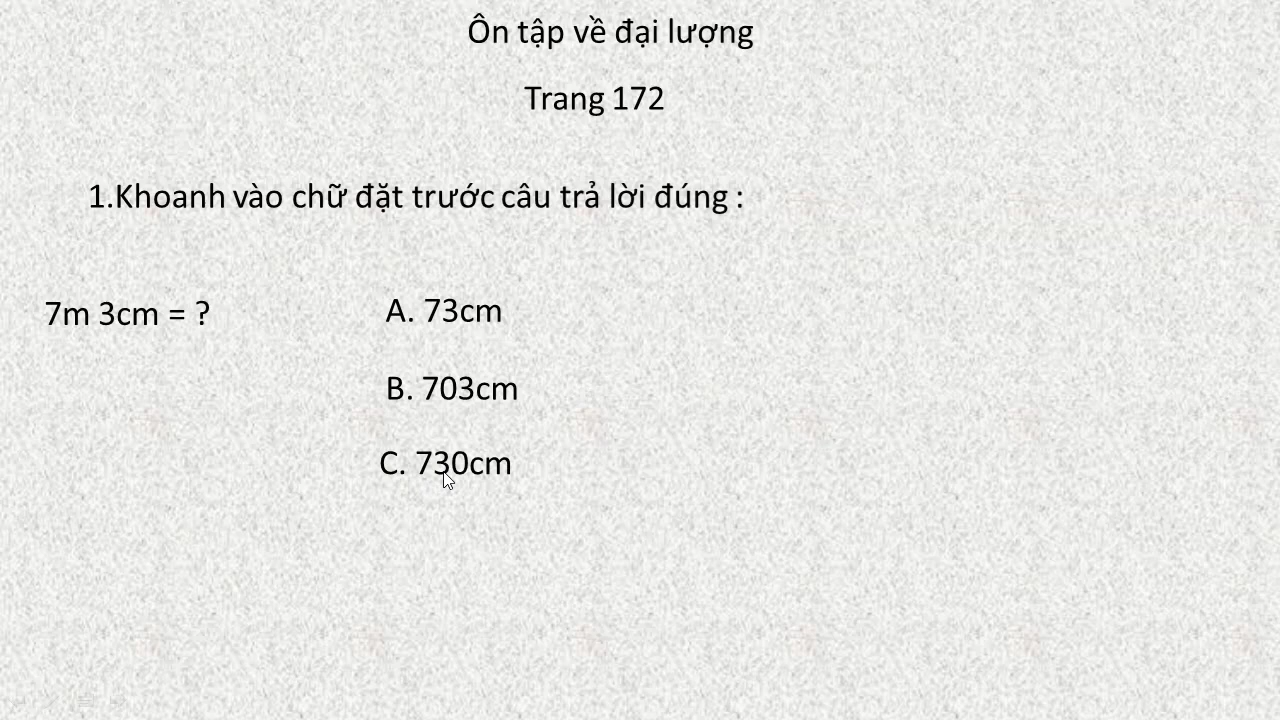 Ôn tập về đại lượng
Trang 172
1.Khoanh vào chữ đặt trước câu trả lời đúng :
7m 3cm = ?
A. 73cm
B. 703cm
C. 730cm